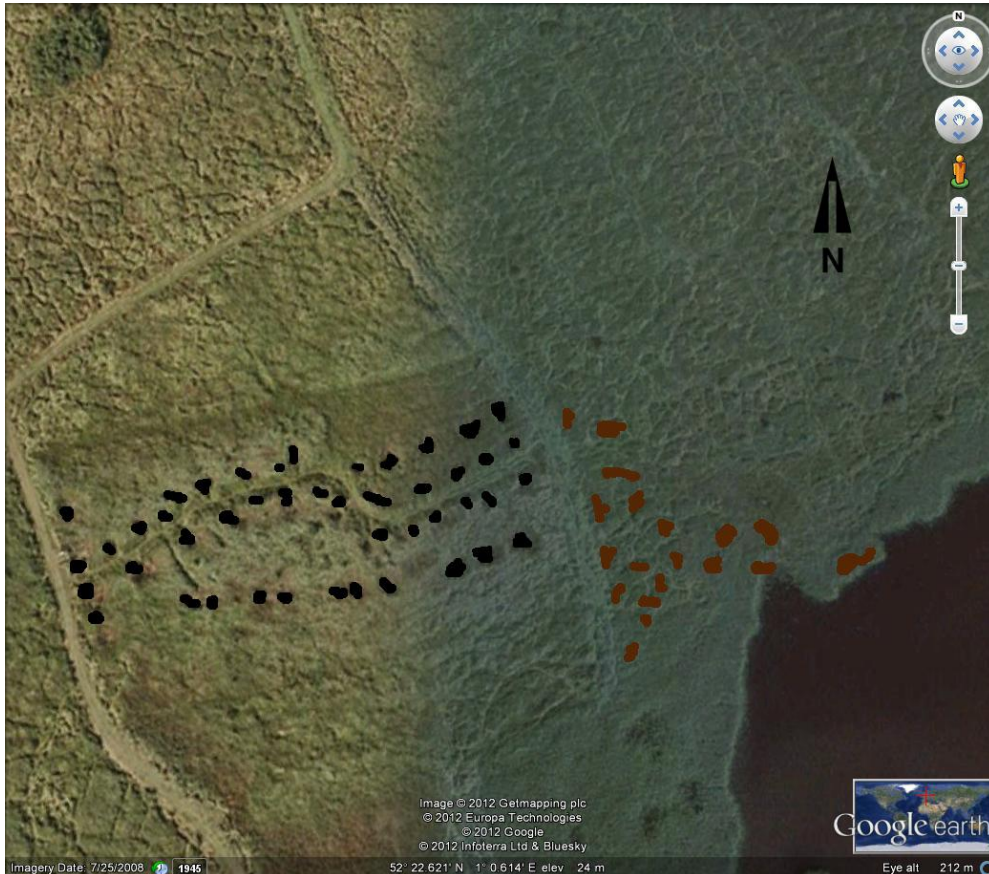 N
N
Image © 2012 Getmapping plc
© 2012 Europa Technologies
© 2012 Google
© 2012 Infoterra Ltd & Bluesky
Google earth
Imagery Date: 7/25/2008 1945 52° 22.621' N 1° 0.614' E elev 24 m Eye alt 212 m